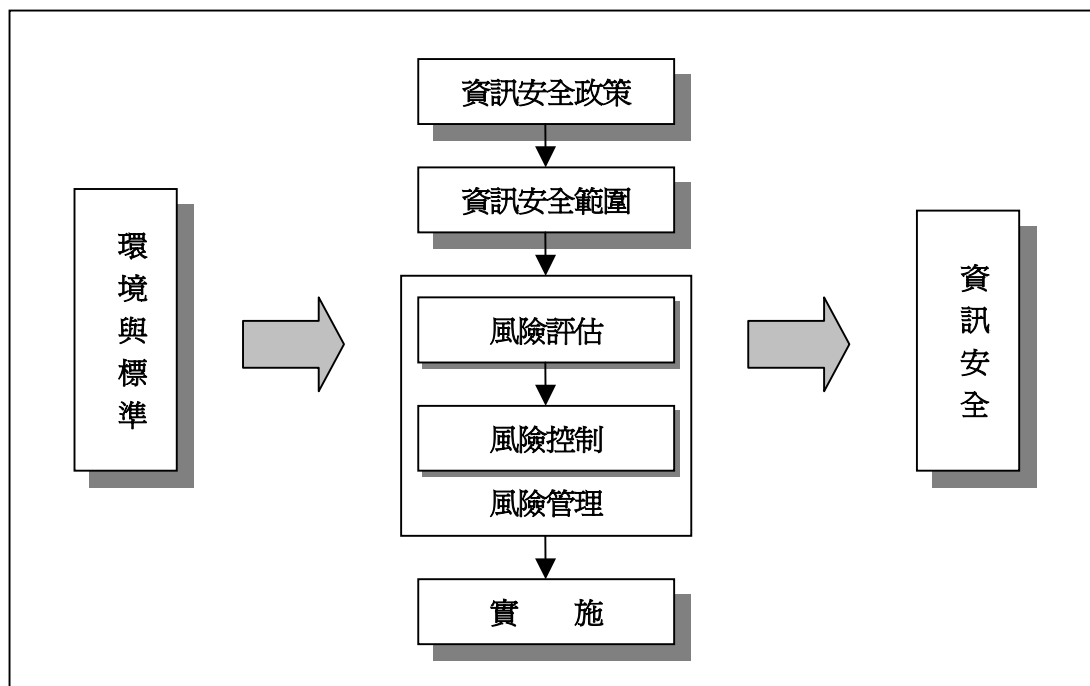 資訊安全政策
資訊安全範圍
環境與標準
風險評估
風險控制
風險管理
實 施
資訊安全